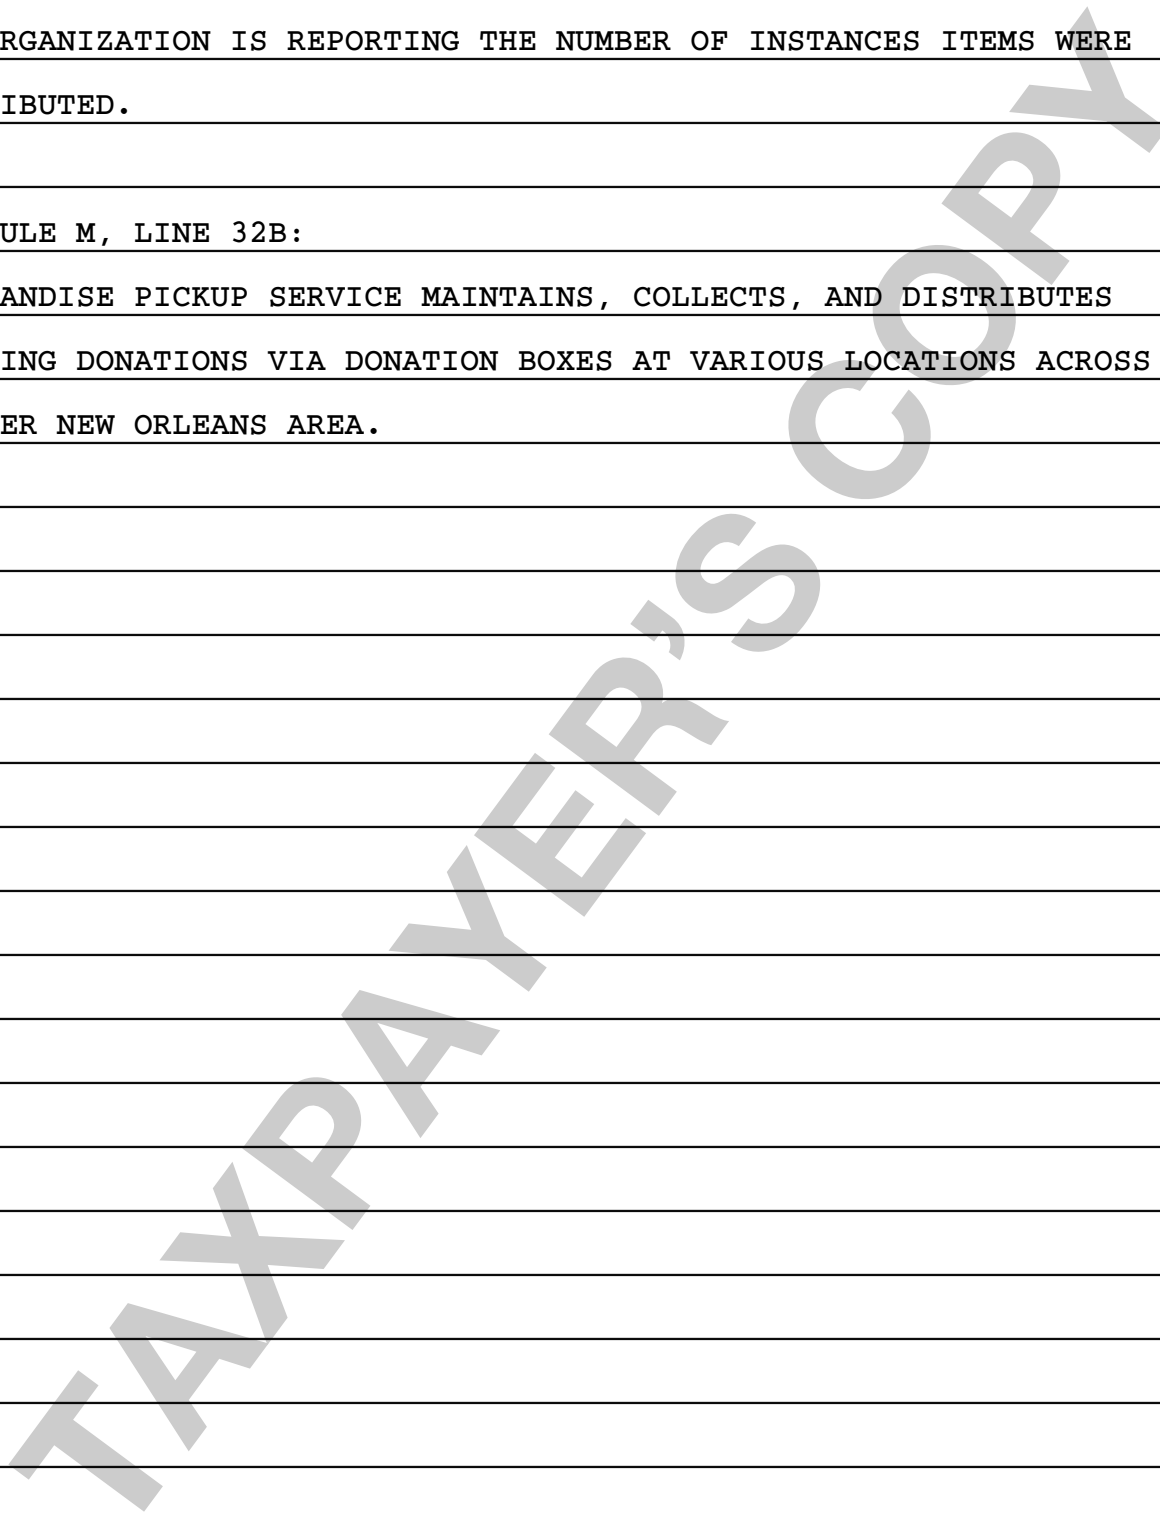 RGANIZATION IS REPORTING THE NUMBER OF INSTANCES ITEMS WERE
IBUTED.
ULE M, LINE 32B:
ANDISE PICKUP SERVICE MAINTAINS, COLLECTS, AND DISTRIBUTES
ING DONATIONS VIA DONATION BOXES AT VARIOUS LOCATIONS ACROSS
ER NEW ORLEANS AREA.
TAXPAYER'S COPY